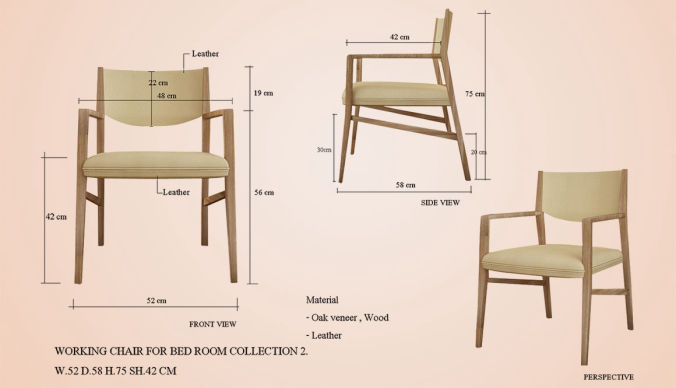 Leather
22 cm
48 cm
19 cm
Leather
42 cm
56 cm
52 cm
FRONT VIEW
42 cm
75 cm
30cm
20 cm
58 cm
SIDE VIEW
Material
- Oak veneer , Wood
- Leather
WORKING CHAIR FOR BED ROOM COLLECTION 2.
W.52 D.58 H.75 SH.42 CM
PERSPECTIVE